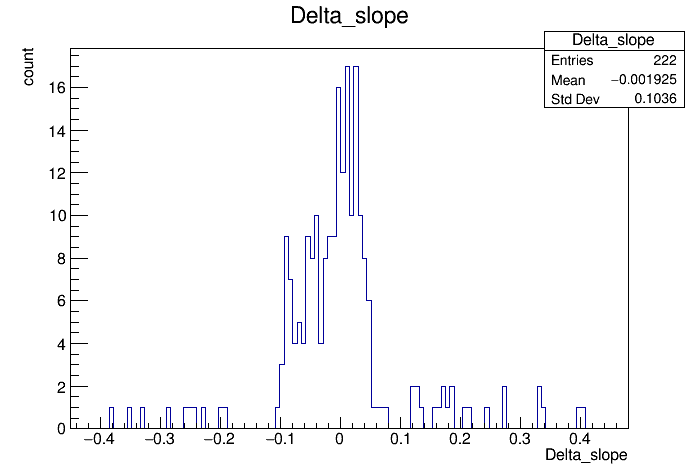 Delta_slope
Delta_slope
Entries 222
Mean −0.001925
Std Dev 0.1036
count
16
14
12
10
8
6
4
2
0
−0.4 −0.3 −0.2 −0.1 0 0.1 0.2 0.3 0.4
Delta_slope